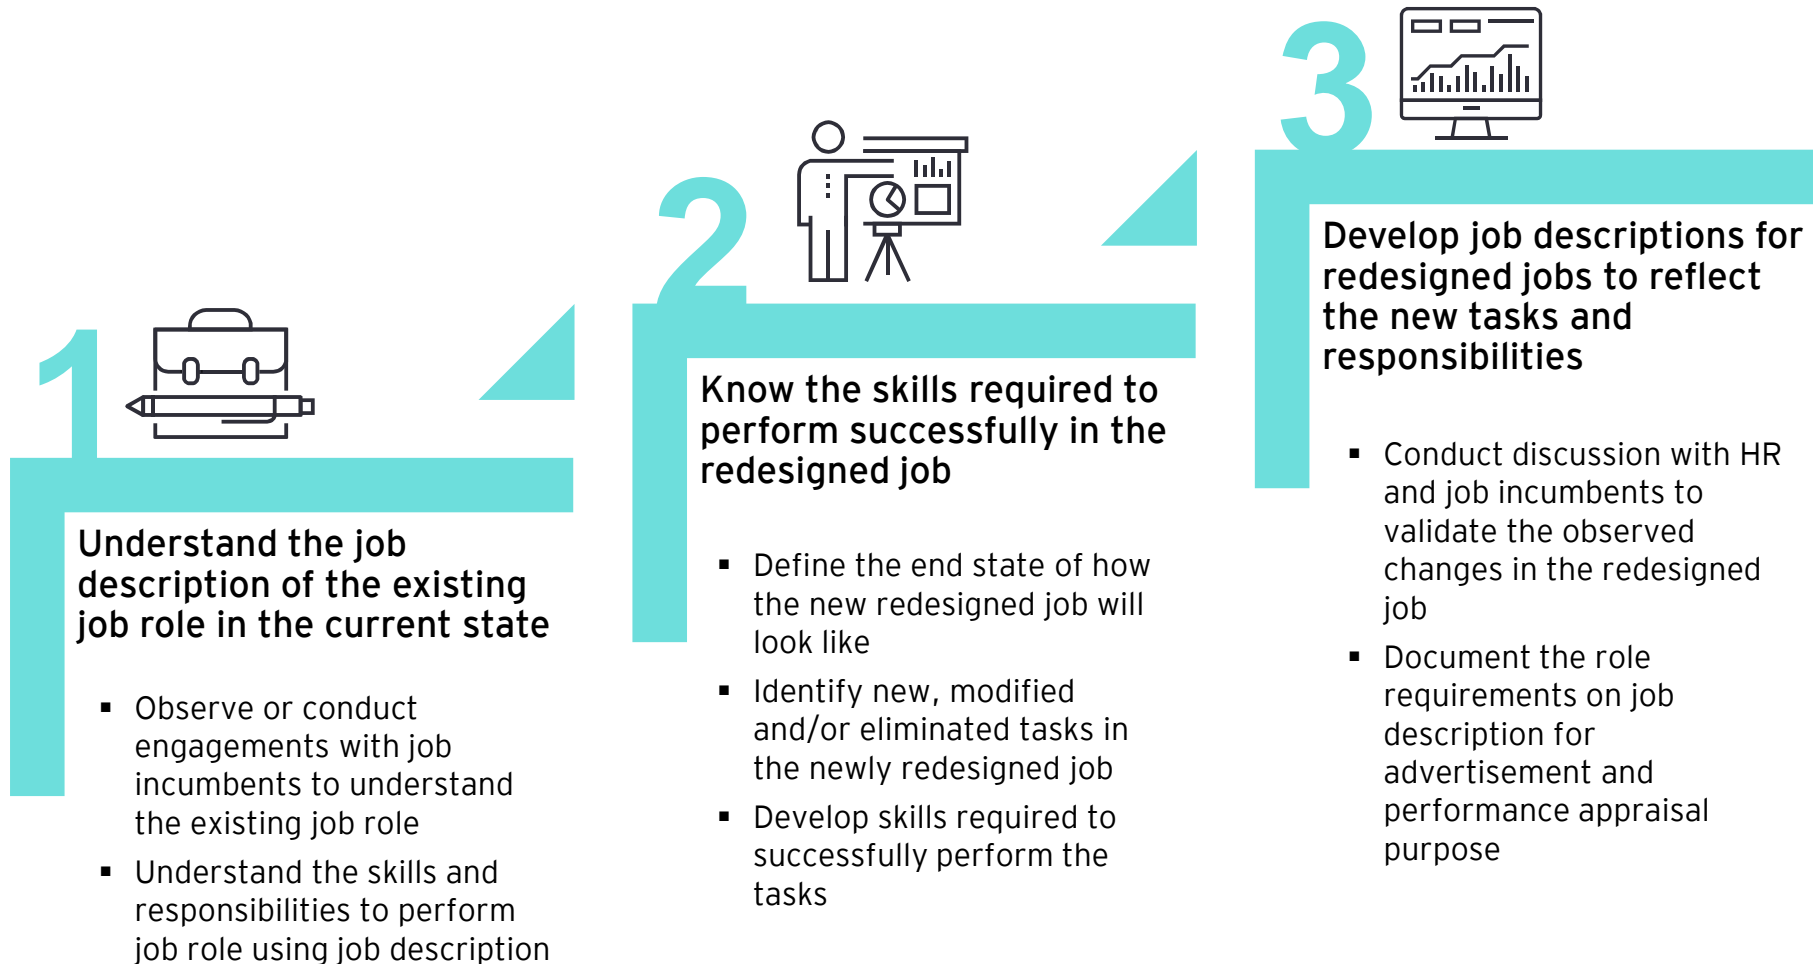 1
Understand the job
description of the existing
job role in the current state
▪ Observe or conduct
engagements with job
incumbents to understand
the existing job role
▪ Understand the skills and
responsibilities to perform
job role using job description
2
Know the skills required to
perform successfully in the
redesigned job
▪ Define the end state of how
the new redesigned job will
look like
▪ Identify new, modified
and/or eliminated tasks in
the newly redesigned job
▪ Develop skills required to
successfully perform the
tasks
3
Develop job descriptions for
redesigned jobs to reflect
the new tasks and
responsibilities
▪ Conduct discussion with HR
and job incumbents to
validate the observed
changes in the redesigned
job
▪ Document the role
requirements on job
description for
advertisement and
performance appraisal
purpose